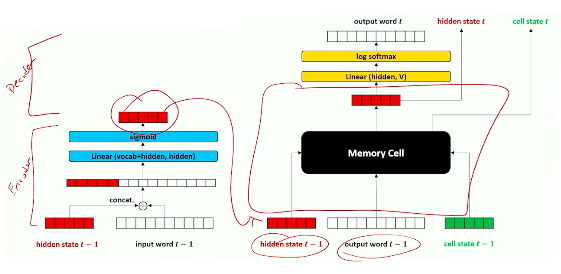 output word t
hidden state t
cell state t
log softmax
Linear (hidden, V)
Decoder
sigmoid
Linear (vocab+hidden, hidden)
Memory Cell
Encoder
concat.
hidden state t − 1
input word t − 1
hidden state t − 1
output word t − 1
cell state t − 1